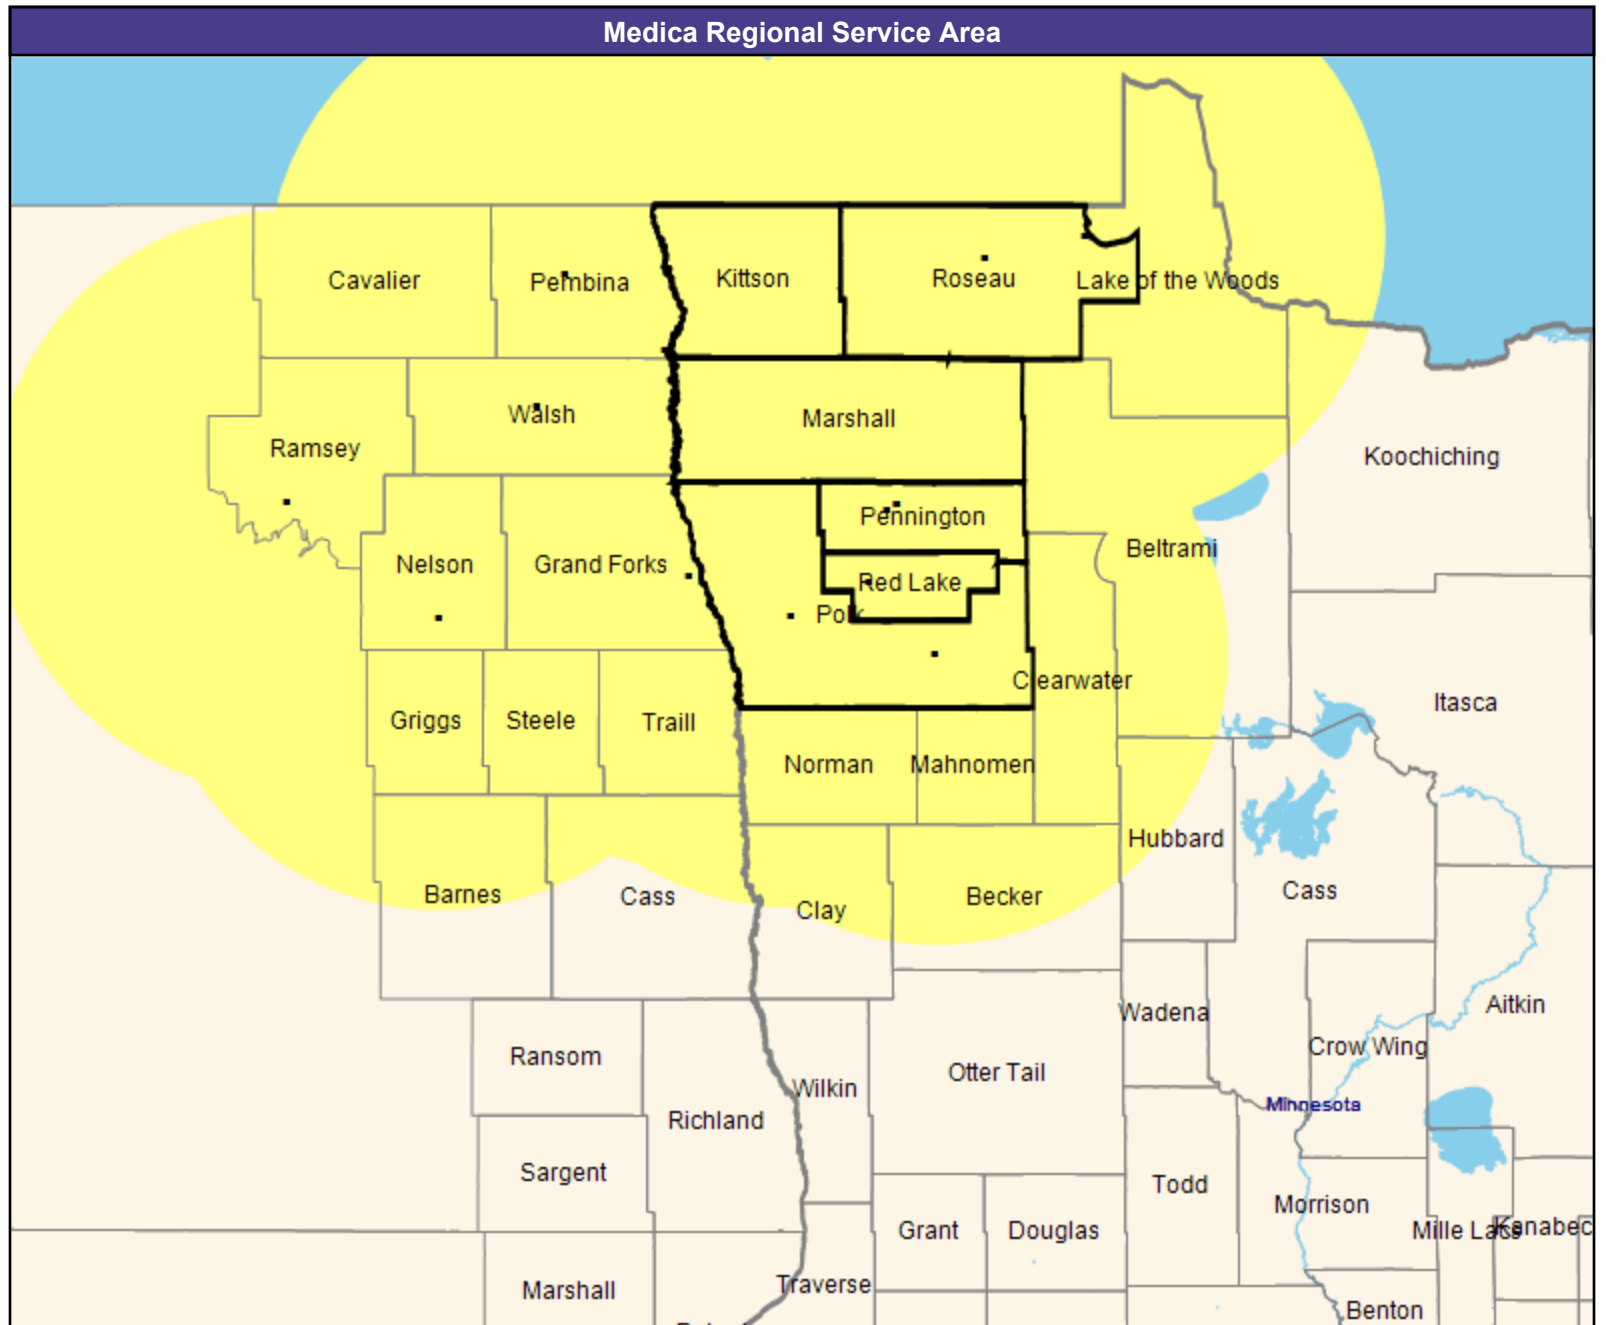 Medica Regional Service Area
Cavalier
Pembina
Kittson
Roseau
Lake of the Woods
Walsh
Marshall
Ramsey
Koochiching
Pennington
Beltrami
Nelson
Grand Forks
Red Lake
Polk
Clearwater
Itasca
Griggs
Steele
Traill
Norman
Mahnomen
Hubbard
Barnes
Cass
Clay
Becker
Cass
Aitkin
Wadena
Crow Wing
Ransom
Otter Tail
Wilkin
Minnesota
Richland
Sargent
Todd
Morrison
Grant
Douglas
Mille Lacs
Kanabec
Marshall
Traverse
Benton